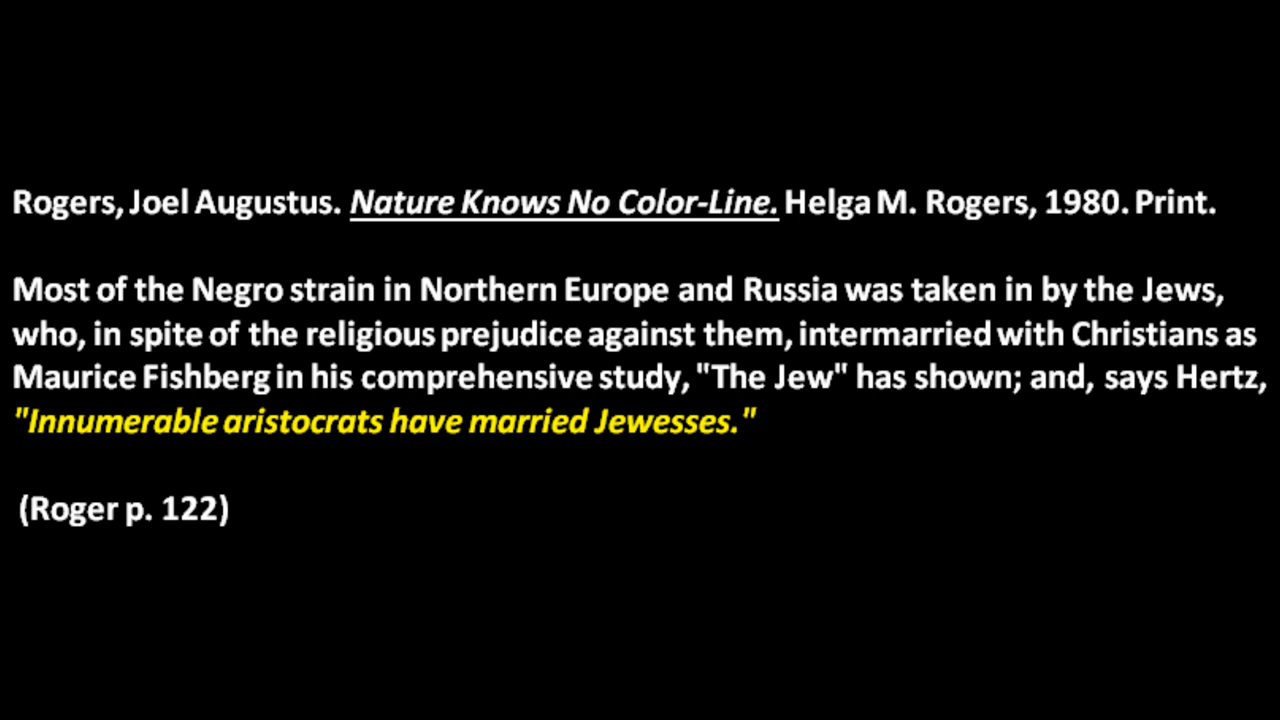 Rogers, Joel Augustus. Nature Knows No Color-Line. Helga M. Rogers, 1980. Print.
Most of the Negro strain in Northern Europe and Russia was taken in by the Jews,
who, in spite of the religious prejudice against them, intermarried with Christians as
Maurice Fishberg in his comprehensive study, "The Jew" has shown; and, says Hertz,
"Innumerable aristocrats have married Jewesses."
(Roger p. 122)